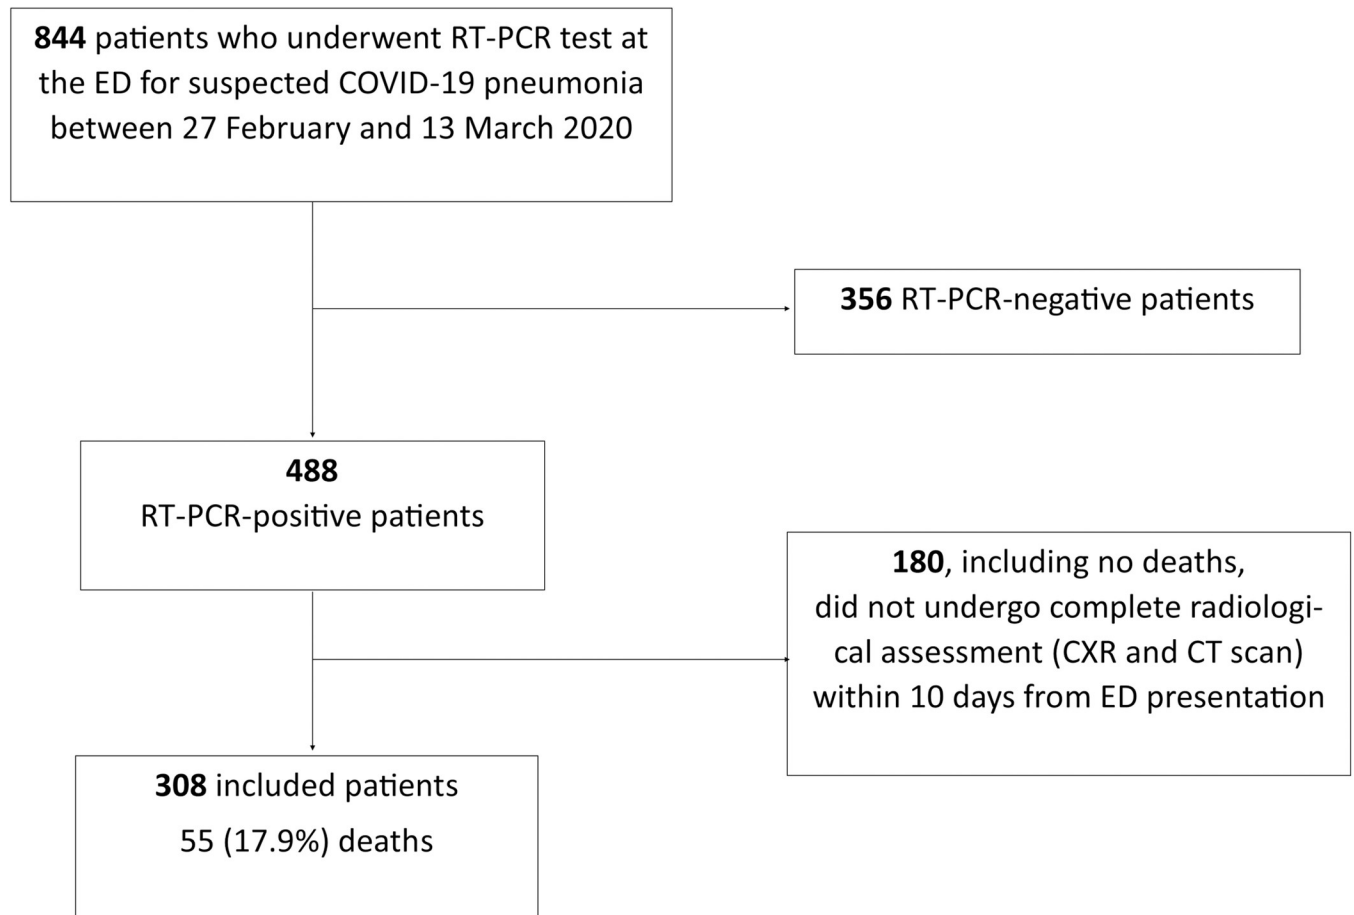 844 patients who underwent RT-PCR test at
the ED for suspected COVID-19 pneumonia
between 27 February and 13 March 2020
356 RT-PCR-negative patients
488
RT-PCR-positive patients
180, including no deaths,
did not undergo complete radiologi-
cal assessment (CXR and CT scan)
within 10 days from ED presentation
308 included patients
55 (17.9%) deaths